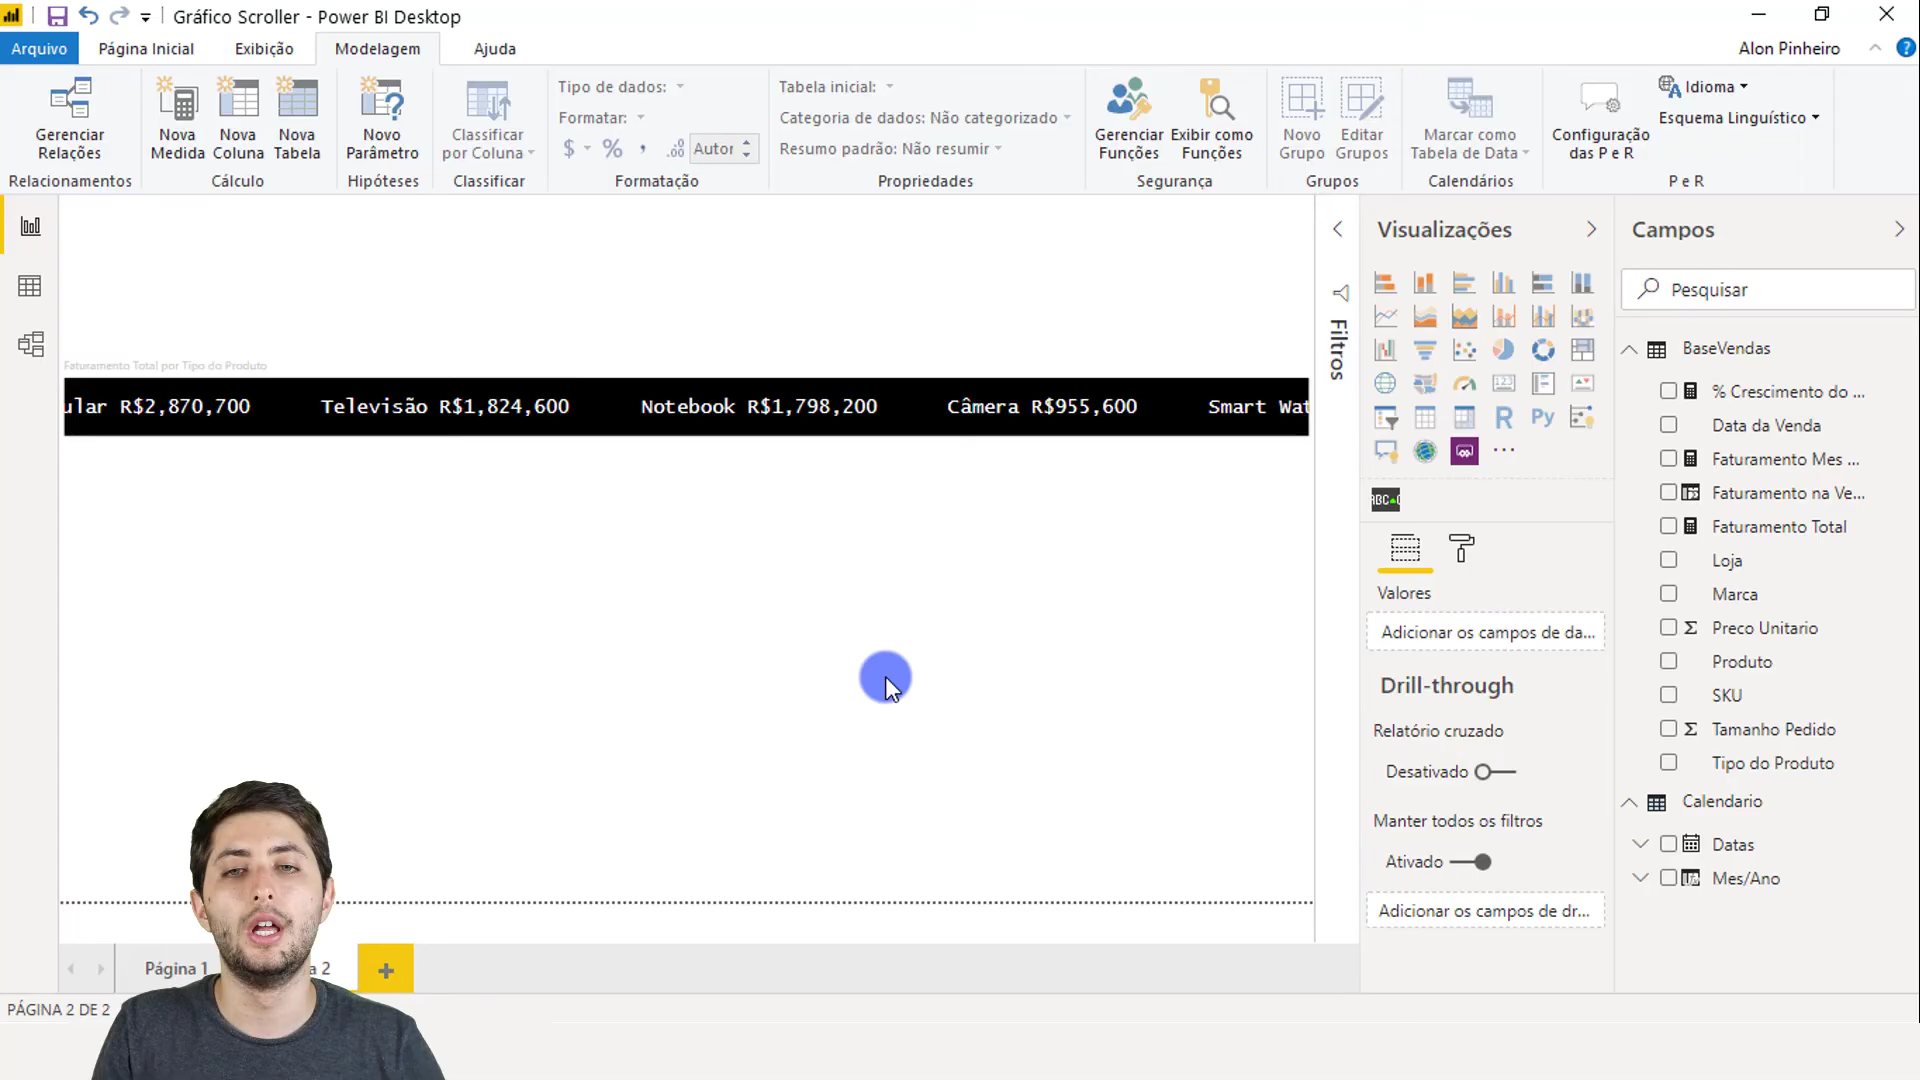 Gráfico Scroller - Power BI Desktop
Arquivo
Página Inicial
Exibição
Modelagem
Ajuda
Alon Pinheiro
Gerenciar Relações
Relacionamentos
Nova Medida
Nova Coluna
Nova Tabela
Cálculo
Novo Parâmetro
Hipóteses
Classificar por Coluna
Classificar
Tipo de dados:
Formatar:
$ % , .00 Autor
Formatação
Tabela inicial:
Categoria de dados: Não categorizado
Resumo padrão: Não resumir
Propriedades
Gerenciar Funções
Exibir como Funções
Segurança
Novo Grupo
Editar Grupos
Grupos
Marcar como Tabela de Data
Calendários
Configuração das P e R
Idioma
Esquema Linguístico
P e R
Faturamento Total por Tipo do Produto
ular R$2,870,700 Televisão R$1,824,600 Notebook R$1,798,200 Câmera R$955,600 Smart Wat
Filtros
Visualizações
R Py
ABC
Valores
Adicionar os campos de da...
Drill-through
Relatório cruzado
Desativado
Manter todos os filtros
Ativado
Adicionar os campos de dr...
Campos
Pesquisar
BaseVendas
% Crescimento do ...
Data da Venda
Faturamento Mes ...
Faturamento na Ve...
Faturamento Total
Loja
Marca
Preco Unitario
Produto
SKU
Tamanho Pedido
Tipo do Produto
Calendario
Datas
Mes/Ano
Página 1
a 2
PÁGINA 2 DE 2